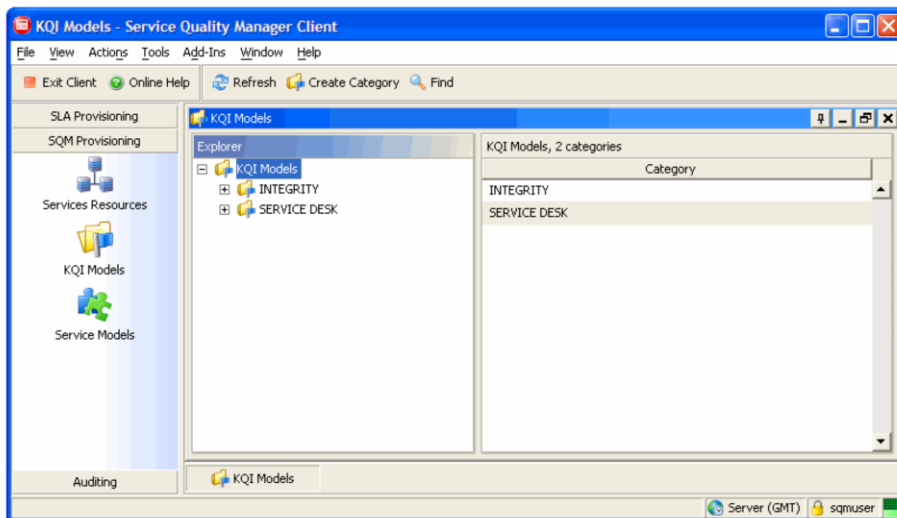 KQI Models - Service Quality Manager Client
File View Actions Tools Add-Ins Window Help
Exit Client Online Help Refresh Create Category Find
SLA Provisioning
SQM Provisioning
Services Resources
KQI Models
Service Models
Auditing
KQI Models
Explorer
KQI Models
INTEGRITY
SERVICE DESK
KQI Models, 2 categories
Category
INTEGRITY
SERVICE DESK
KQI Models
Server (GMT) sqmuser